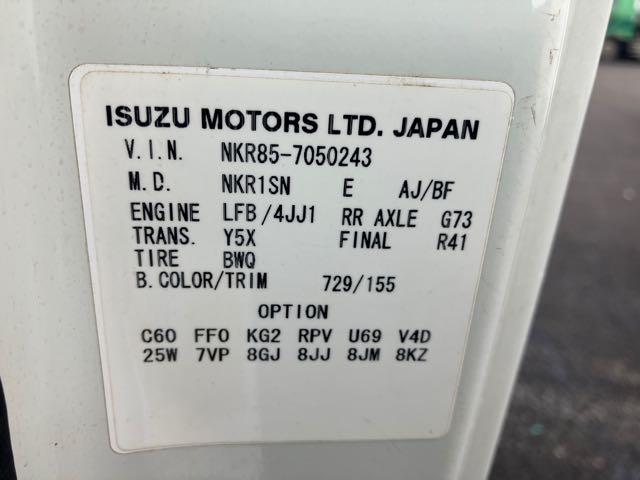 ISUZU MOTORS LTD. JAPAN
V.I.N. NKR85-7050243
M.D. NKR1SN E AJ/BF
ENGINE LFB/4JJ1 RR AXLE G73
TRANS. Y5X FINAL R41
TIRE BWQ
B.COLOR/TRIM 729/155
OPTION
C60 FFO KG2 RPV U69 V4D
25W 7VP 8GJ 8JJ 8JM 8KZ